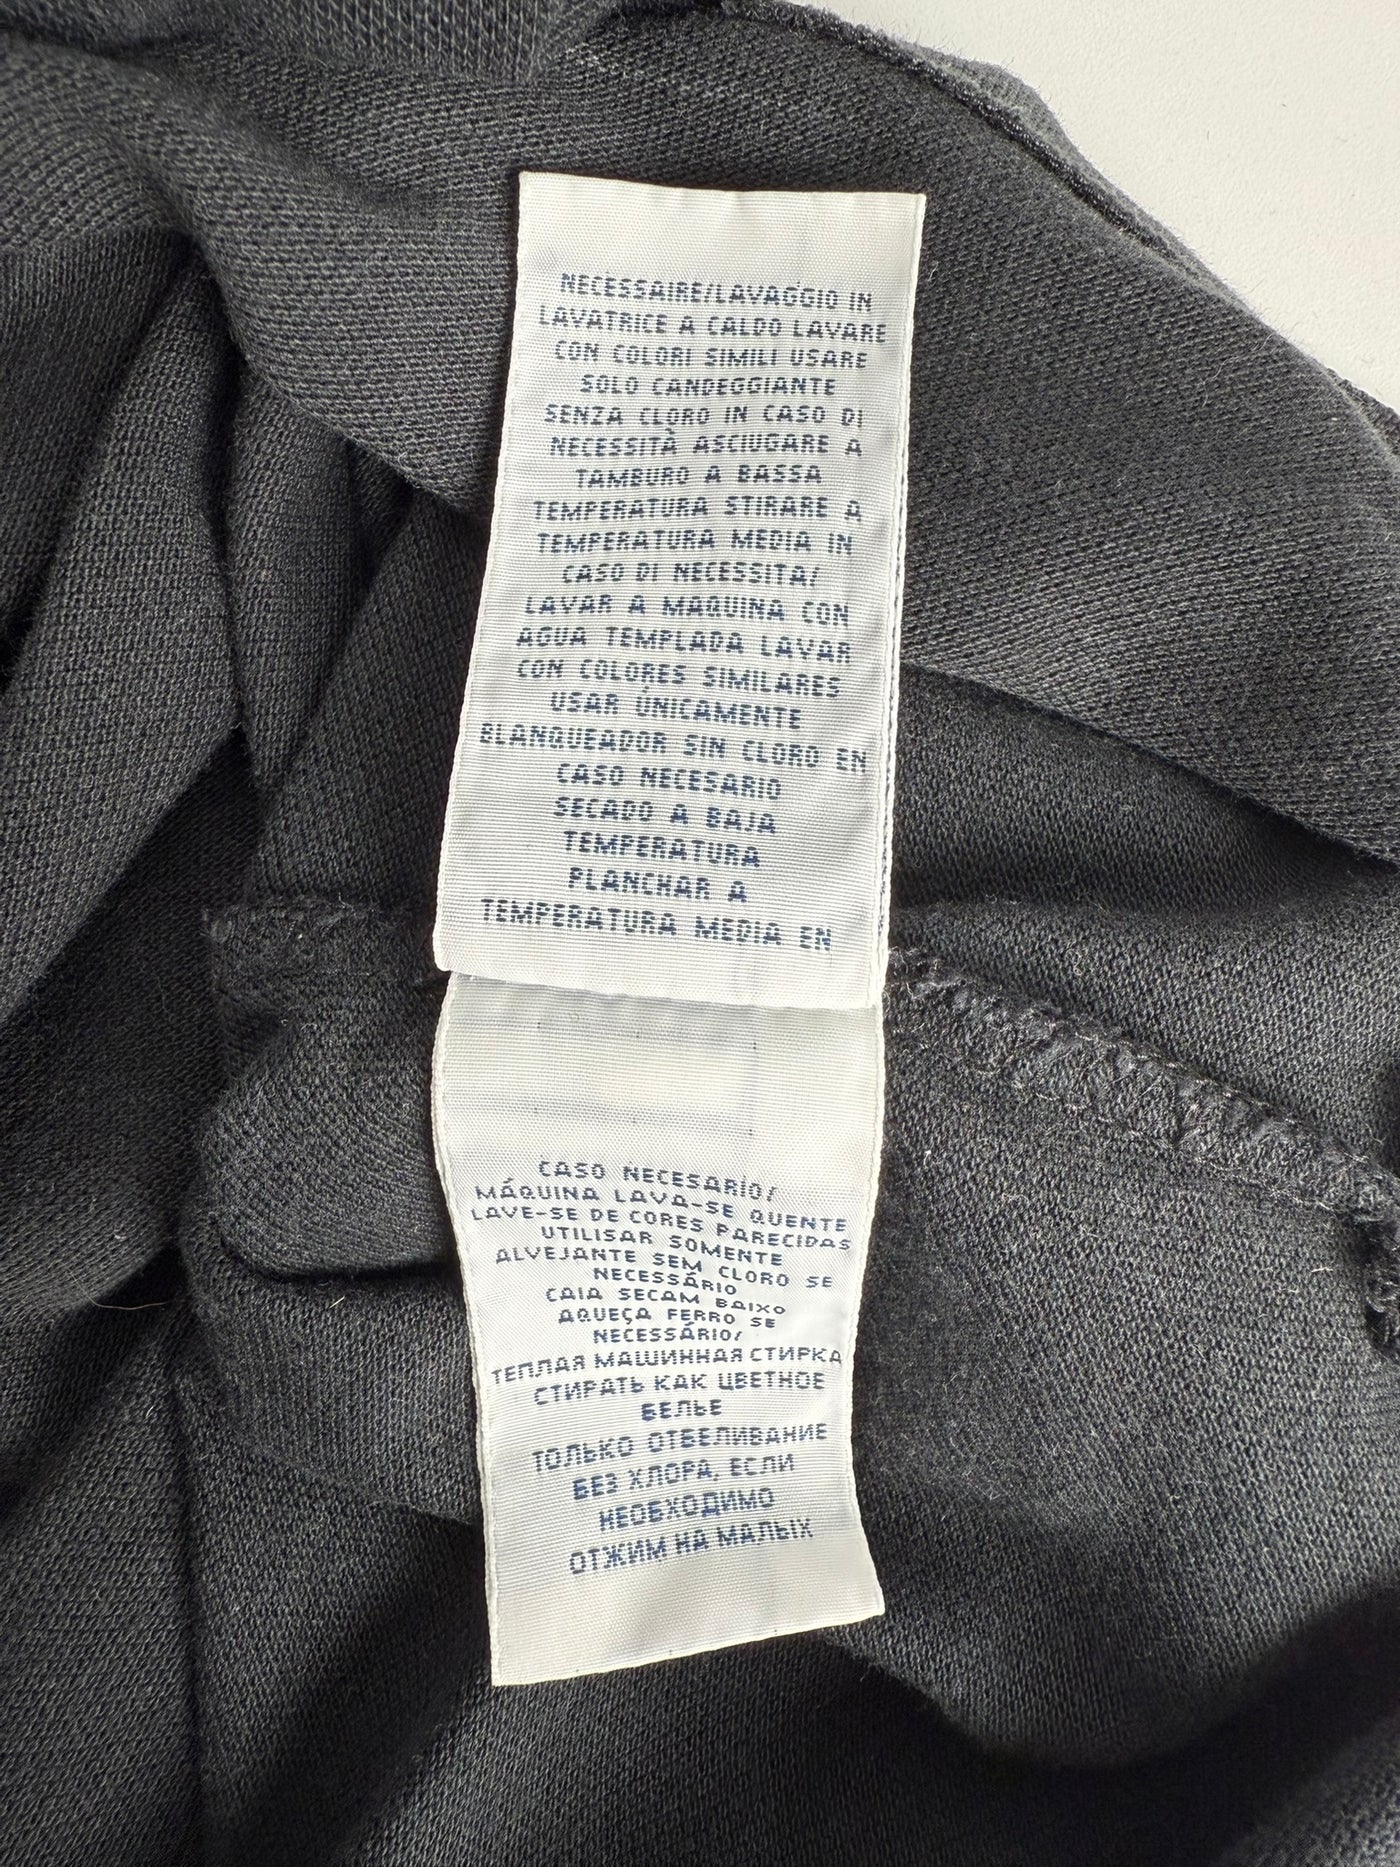 NECESSAIRE/LAVAGGIO IN
LAVATRICE A CALDO LAVARE
CON COLORI SIMILI USARE
SOLO CANDEGGIANTE
SENZA CLORO IN CASO DI
NECESSITÀ ASCIUGARE A
TAMBURO A BASSA
TEMPERATURA STIRARE A
TEMPERATURA MEDIA IN
CASO DI NECESSITA/
LAVAR A MAQUINA CON
AGUA TEMPLADA LAVAR
CON COLORES SIMILARES
USAR ÚNICAMENTE
BLANQUEADOR SIN CLORO EN
CASO NECESARIO
SECADO A BAJA
TEMPERATURA
PLANCHAR A
TEMPERATURA MEDIA EN
CASO NECESARIO/
MÁQUINA LAVA-SE QUENTE
LAVE-SE DE CORES PARECIDAS
UTILISAR SOMENTE
ALVEJANTE SEM CLORO SE
NECESSÁRIO
CAIA SECAM BAIXO
AQUEÇA FERRO SE
NECESSÁRIO/
ТЕПЛАЯ МАШИННАЯ СТИРКА
СТИРАТЬ КАК ЦВЕТНОЕ
БЕЛЬЕ
ТОЛЬКО ОТБЕЛИВАНИЕ
БЕЗ ХЛОРА, ЕСЛИ
НЕОБХОДИМО
ОТЖИМ НА МАЛЫХ